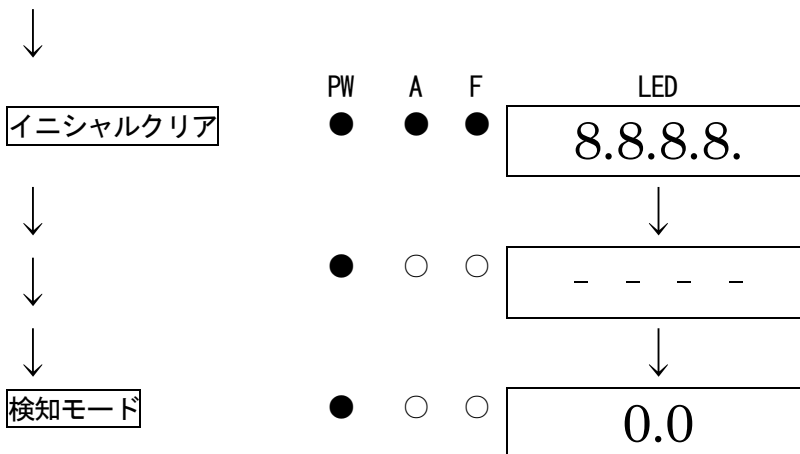 ↓
PW A F LED
イニシャルクリア ● ● ● 8.8.8.8.
↓ ↓
↓ ● ○ ○ - - - -
↓ ↓
検知モード ● ○ ○ 0.0